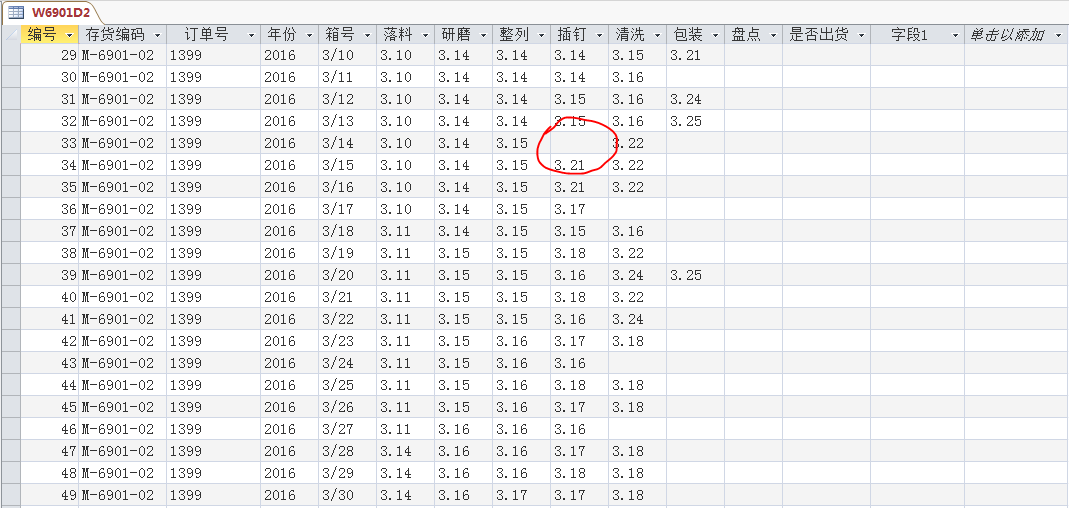 W6901D2
编号 存货编码 订单号 年份 箱号 落料 研磨 整列 插钉 清洗 包装 盘点 是否出货 字段1 单击以添加
29 M-6901-02 1399 2016 3/10 3.10 3.14 3.14 3.14 3.15 3.21
30 M-6901-02 1399 2016 3/11 3.10 3.14 3.14 3.14 3.16
31 M-6901-02 1399 2016 3/12 3.10 3.14 3.14 3.15 3.16 3.24
32 M-6901-02 1399 2016 3/13 3.10 3.14 3.14 3.15 3.16 3.25
33 M-6901-02 1399 2016 3/14 3.10 3.14 3.15 3.22
34 M-6901-02 1399 2016 3/15 3.10 3.14 3.15 3.21 3.22
35 M-6901-02 1399 2016 3/16 3.10 3.14 3.15 3.21 3.22
36 M-6901-02 1399 2016 3/17 3.10 3.14 3.15 3.17
37 M-6901-02 1399 2016 3/18 3.11 3.14 3.15 3.15 3.16
38 M-6901-02 1399 2016 3/19 3.11 3.15 3.15 3.18 3.22
39 M-6901-02 1399 2016 3/20 3.11 3.15 3.15 3.16 3.24 3.25
40 M-6901-02 1399 2016 3/21 3.11 3.15 3.15 3.18 3.22
41 M-6901-02 1399 2016 3/22 3.11 3.15 3.15 3.16 3.24
42 M-6901-02 1399 2016 3/23 3.11 3.15 3.16 3.17 3.18
43 M-6901-02 1399 2016 3/24 3.11 3.15 3.16 3.16
44 M-6901-02 1399 2016 3/25 3.11 3.15 3.16 3.18 3.18
45 M-6901-02 1399 2016 3/26 3.11 3.15 3.16 3.17 3.18
46 M-6901-02 1399 2016 3/27 3.11 3.16 3.16 3.16
47 M-6901-02 1399 2016 3/28 3.14 3.16 3.16 3.17 3.18
48 M-6901-02 1399 2016 3/29 3.14 3.16 3.16 3.18 3.18
49 M-6901-02 1399 2016 3/30 3.14 3.16 3.17 3.17 3.18